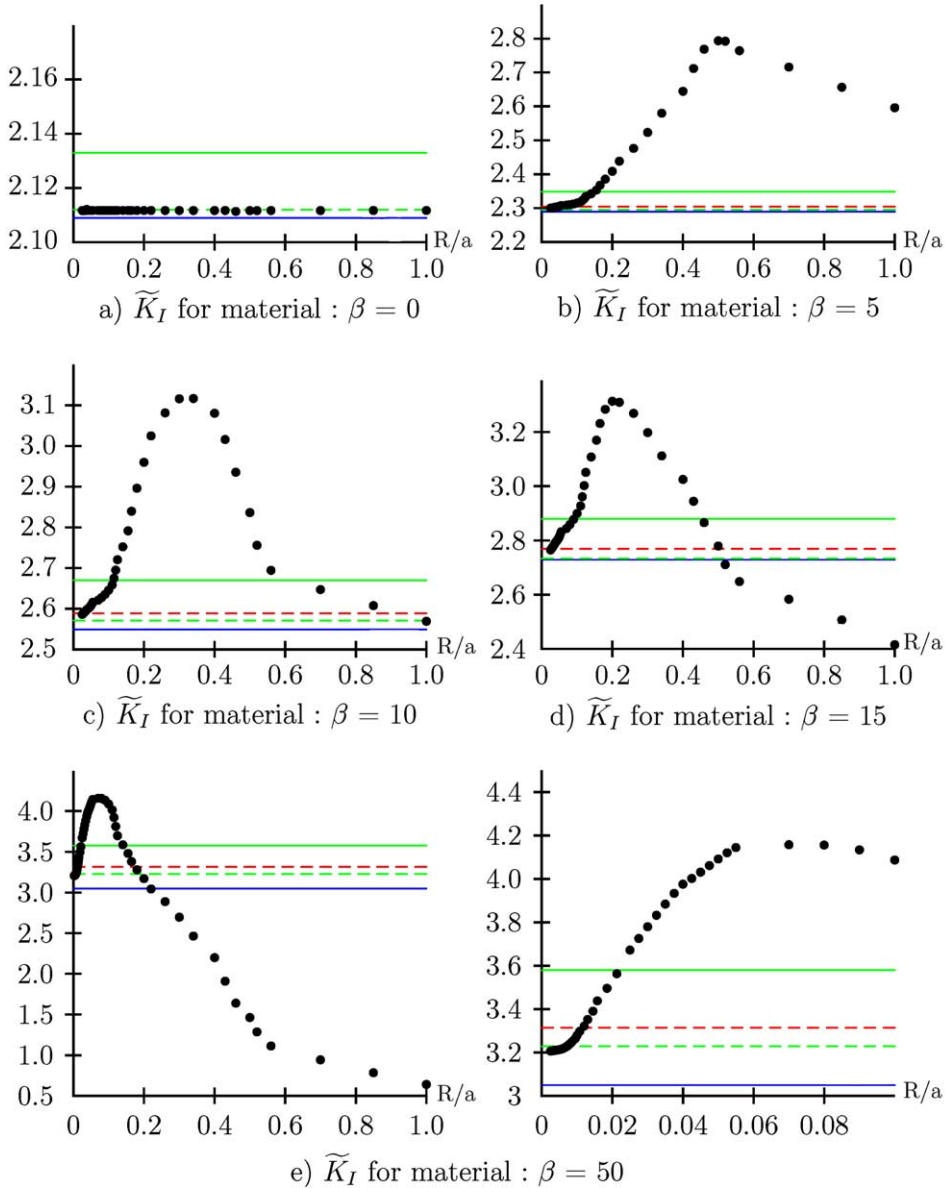 2.16
2.14
2.12
2.10
0 0.2 0.4 0.6 0.8 1.0
R/a
a) K̃_I for material : β = 0
2.8
2.7
2.6
2.5
2.4
2.3
2.2
0 0.2 0.4 0.6 0.8 1.0
R/a
b) K̃_I for material : β = 5
3.1
3.0
2.9
2.8
2.7
2.6
2.5
0 0.2 0.4 0.6 0.8 1.0
R/a
c) K̃_I for material : β = 10
3.2
3.0
2.8
2.6
2.4
0 0.2 0.4 0.6 0.8 1.0
R/a
d) K̃_I for material : β = 15
4.0
3.5
3.0
2.5
2.0
1.5
1.0
0.5
0 0.2 0.4 0.6 0.8 1.0
R/a
4.4
4.2
4.0
3.8
3.6
3.4
3.2
3
0 0.02 0.04 0.06 0.08
R/a
e) K̃_I for material : β = 50